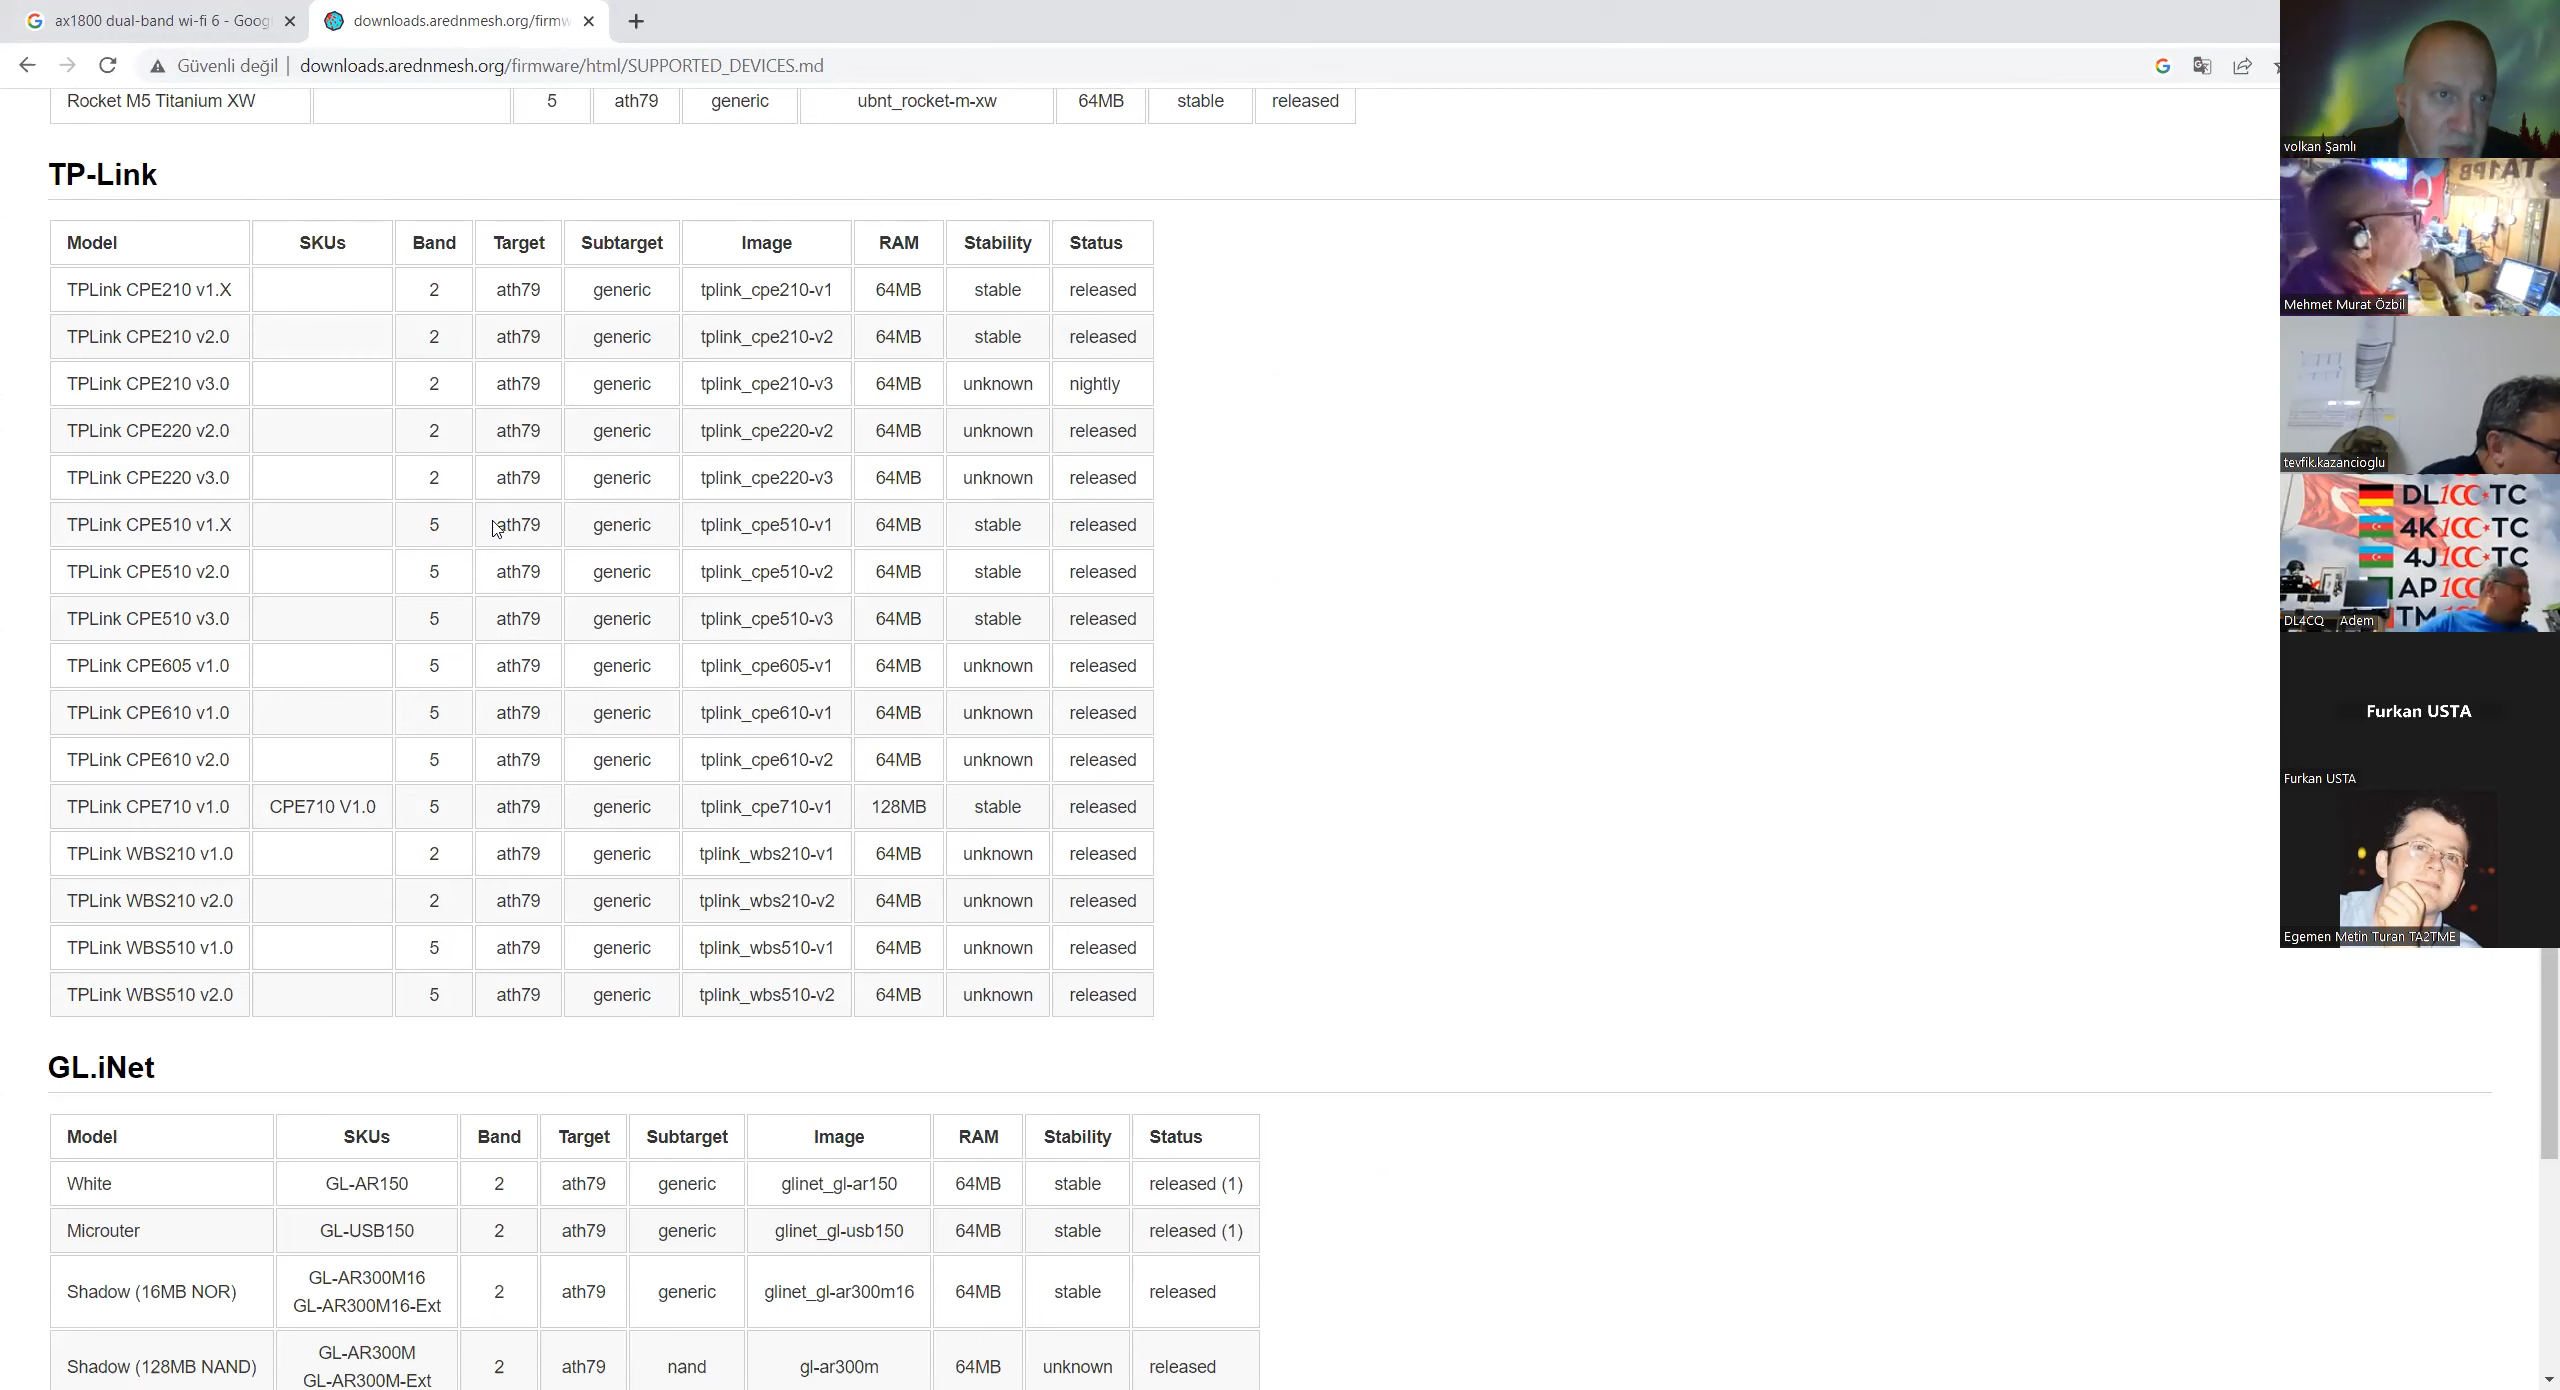 ax1800 dual-band wi-fi 6 - Goog
downloads.arednmesh.org/firmw
Güvenli değil | downloads.arednmesh.org/firmware/html/SUPPORTED_DEVICES.md
Rocket M5 Titanium XW 5 ath79 generic ubnt_rocket-m-xw 64MB stable released
TP-Link
Model SKUs Band Target Subtarget Image RAM Stability Status
TPLink CPE210 v1.X 2 ath79 generic tplink_cpe210-v1 64MB stable released
TPLink CPE210 v2.0 2 ath79 generic tplink_cpe210-v2 64MB stable released
TPLink CPE210 v3.0 2 ath79 generic tplink_cpe210-v3 64MB unknown nightly
TPLink CPE220 v2.0 2 ath79 generic tplink_cpe220-v2 64MB unknown released
TPLink CPE220 v3.0 2 ath79 generic tplink_cpe220-v3 64MB unknown released
TPLink CPE510 v1.X 5 ath79 generic tplink_cpe510-v1 64MB stable released
TPLink CPE510 v2.0 5 ath79 generic tplink_cpe510-v2 64MB stable released
TPLink CPE510 v3.0 5 ath79 generic tplink_cpe510-v3 64MB stable released
TPLink CPE605 v1.0 5 ath79 generic tplink_cpe605-v1 64MB unknown released
TPLink CPE610 v1.0 5 ath79 generic tplink_cpe610-v1 64MB unknown released
TPLink CPE610 v2.0 5 ath79 generic tplink_cpe610-v2 64MB unknown released
TPLink CPE710 v1.0 CPE710 V1.0 5 ath79 generic tplink_cpe710-v1 128MB stable released
TPLink WBS210 v1.0 2 ath79 generic tplink_wbs210-v1 64MB unknown released
TPLink WBS210 v2.0 2 ath79 generic tplink_wbs210-v2 64MB unknown released
TPLink WBS510 v1.0 5 ath79 generic tplink_wbs510-v1 64MB unknown released
TPLink WBS510 v2.0 5 ath79 generic tplink_wbs510-v2 64MB unknown released
GL.iNet
Model SKUs Band Target Subtarget Image RAM Stability Status
White GL-AR150 2 ath79 generic glinet_gl-ar150 64MB stable released (1)
Microuter GL-USB150 2 ath79 generic glinet_gl-usb150 64MB stable released (1)
Shadow (16MB NOR) GL-AR300M16 2 ath79 generic glinet_gl-ar300m16 64MB stable released
GL-AR300M16-Ext
Shadow (128MB NAND) GL-AR300M 2 ath79 nand gl-ar300m 64MB unknown released
GL-AR300M-Ext
volkan Şamlı
TA1PB
Mehmet Murat Özbil
tevfik.kazancioglu
DL1CC★TC
4K1CC★TC
4J1CC★TC
AP1CC
TM
DL4CQ Adem
Furkan USTA
Furkan USTA
Egemen Metin Turan TA2TME